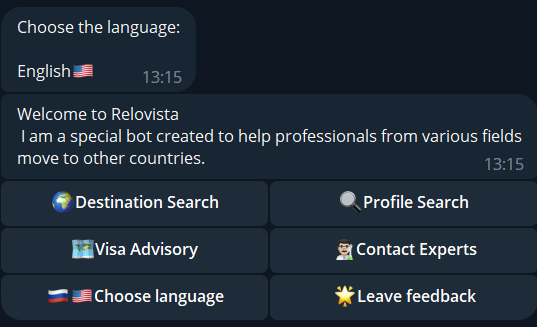 Choose the language:
English🇺🇸
13:15
Welcome to Relovista
I am a special bot created to help professionals from various fields
move to other countries.
13:15
🌍Destination Search
🔍Profile Search
🗺️Visa Advisory
👨🏻‍🔬Contact Experts
🇷🇺 🇺🇸Choose language
🌟Leave feedback